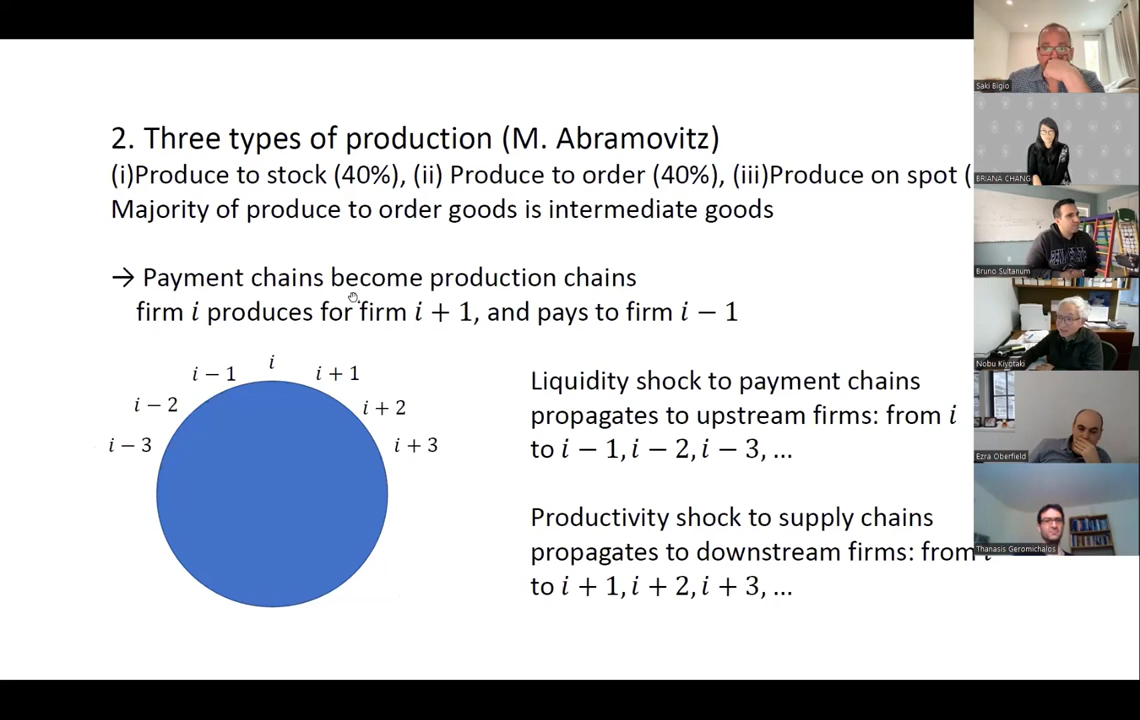 2. Three types of production (M. Abramovitz)
(i)Produce to stock (40%), (ii) Produce to order (40%), (iii)Produce on spot (
Majority of produce to order goods is intermediate goods
→ Payment chains become production chains
firm i produces for firm i + 1, and pays to firm i − 1
i
i − 1
i + 1
i − 2
i + 2
i − 3
i + 3
Liquidity shock to payment chains
propagates to upstream firms: from i
to i − 1, i − 2, i − 3, ...
Productivity shock to supply chains
propagates to downstream firms: from i
to i + 1, i + 2, i + 3, ...
Saki Bigio
BRIANA CHANG
Bruno Sultanum
Nobu Kiyotaki
Ezra Oberfield
Thanasis Geromichalos